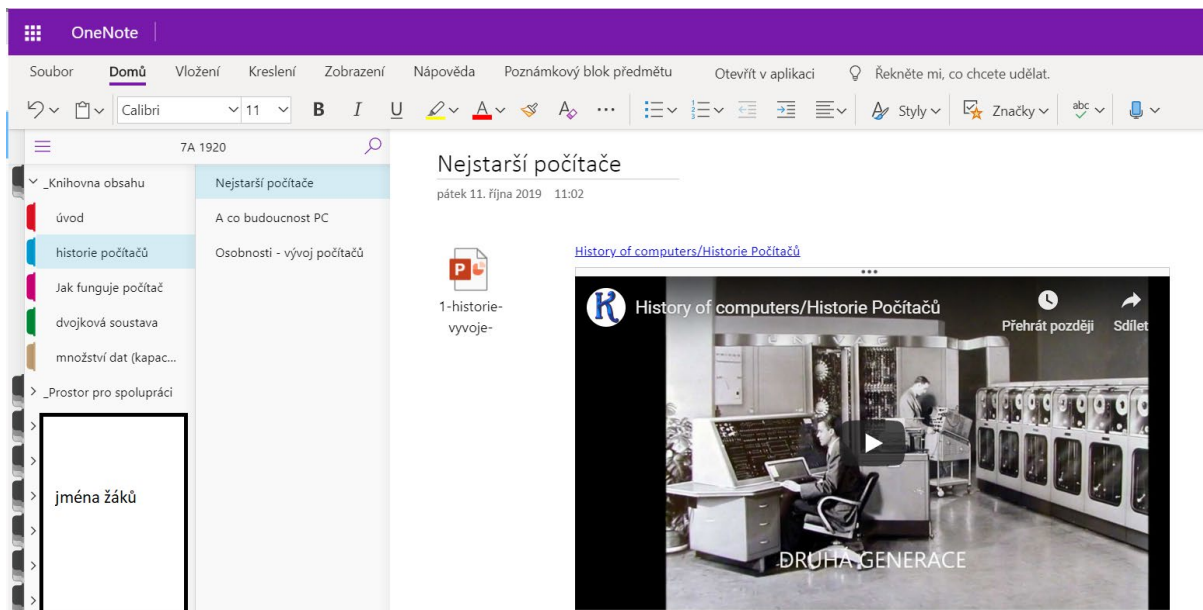 OneNote
Soubor Domů Vložení Kreslení Zobrazení Nápověda Poznámkový blok předmětu Otevřít v aplikaci Řekněte mi, co chcete udělat.
Calibri 11 B I U A A Styly Značky abc
7A 1920
_Knihovna obsahu
úvod
historie počítačů
Jak funguje počítač
dvojková soustava
množství dat (kapac...
_Prostor pro spolupráci
jména žáků
Nejstarší počítače
A co budoucnost PC
Osobnosti - vývoj počítačů
Nejstarší počítače
pátek 11. října 2019 11:02
P
1-historie-
vyvoje-
History of computers/Historie Počítačů
K History of computers/Historie Počítačů
Přehrát později Sdílet
DRUHÁ GENERACE